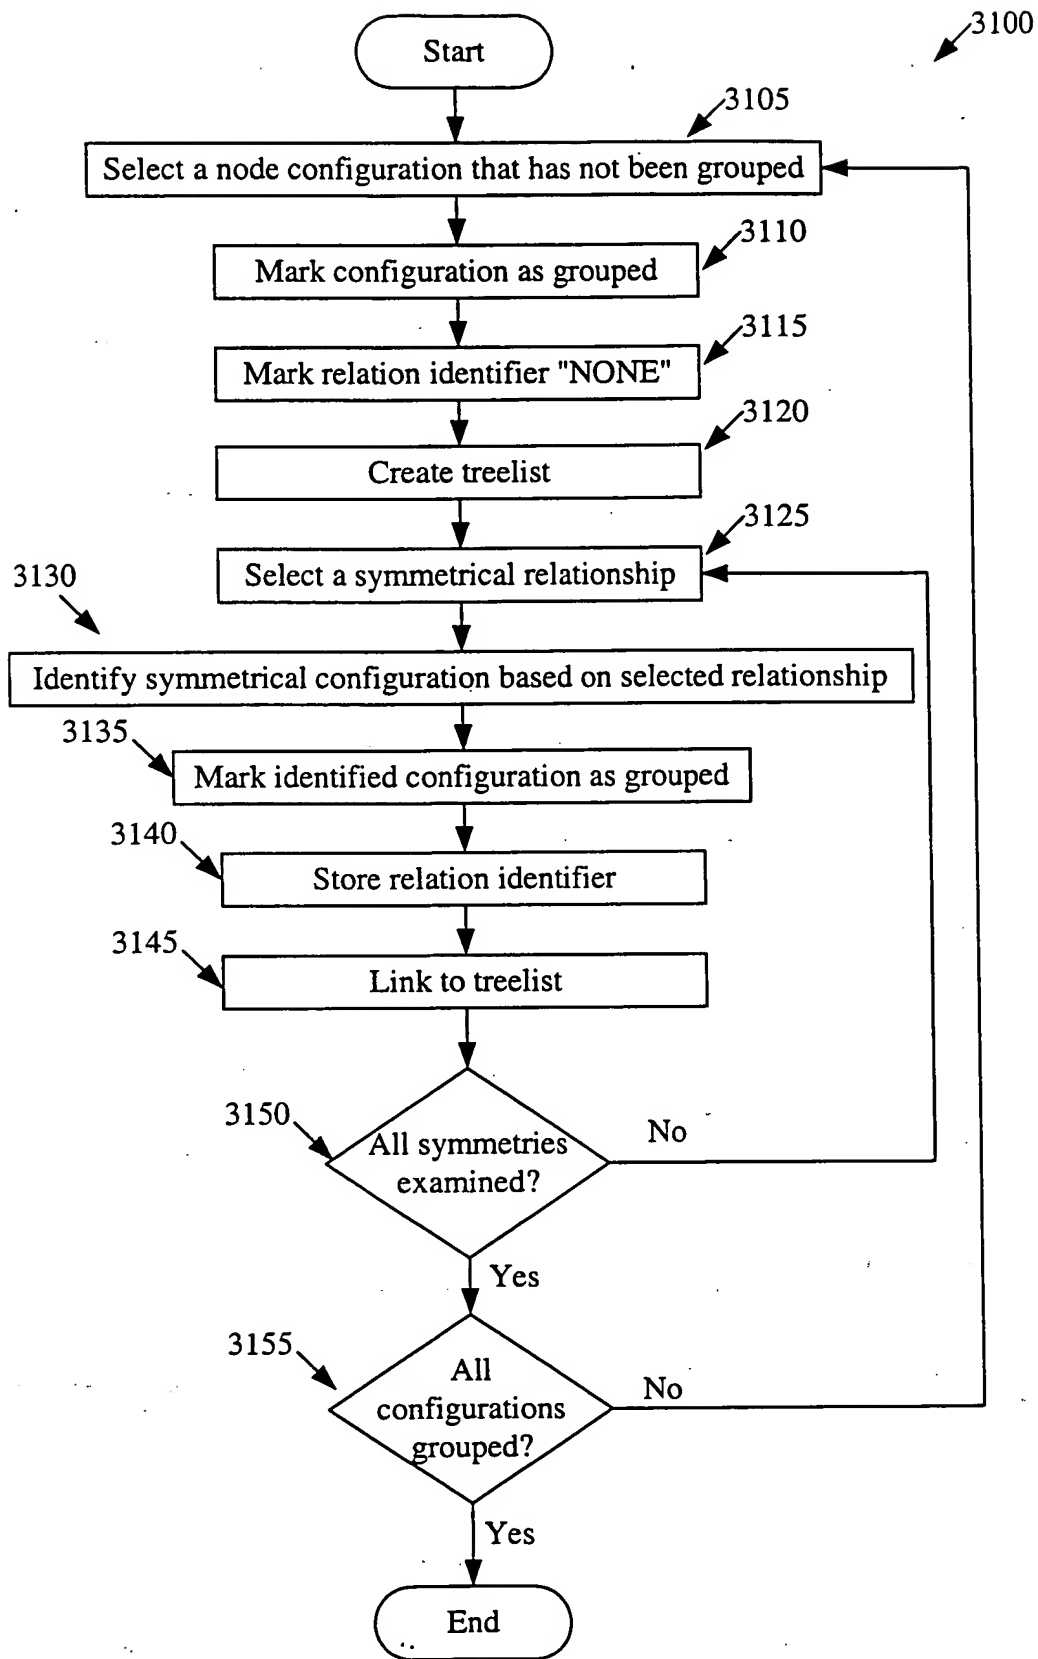 3100
Start
3105
Select a node configuration that has not been grouped
3110
Mark configuration as grouped
3115
Mark relation identifier "NONE"
3120
Create treelist
3125
Select a symmetrical relationship
3130
Identify symmetrical configuration based on selected relationship
3135
Mark identified configuration as grouped
3140
Store relation identifier
3145
Link to treelist
3150
All symmetries
examined?
No
Yes
3155
All
configurations
grouped?
No
Yes
End